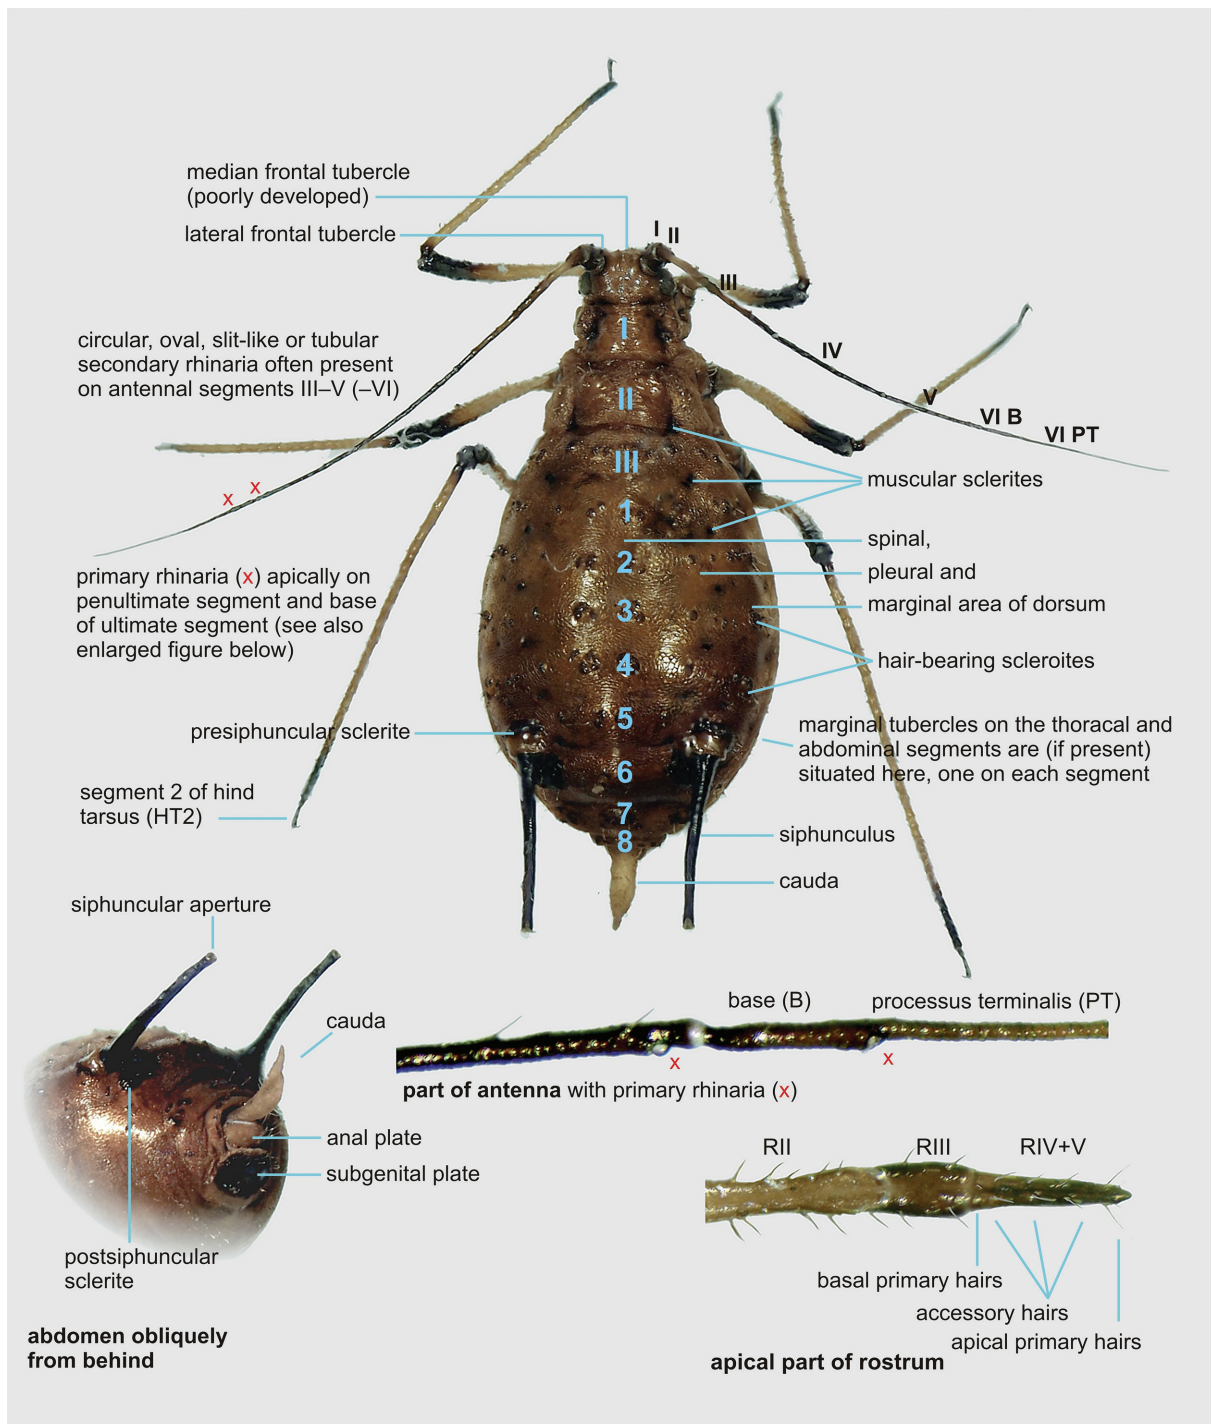 median frontal tubercle
(poorly developed)
lateral frontal tubercle
I
II
III
IV
V
VI B
VI PT
circular, oval, slit-like or tubular
secondary rhinaria often present
on antennal segments III–V (–VI)
I
II
III
1
2
3
4
5
6
7
8
x x
primary rhinaria (x) apically on
penultimate segment and base
of ultimate segment (see also
enlarged figure below)
muscular sclerites
spinal,
pleural and
marginal area of dorsum
hair-bearing scleroites
presiphuncular sclerite
marginal tubercles on the thoracal and
abdominal segments are (if present)
situated here, one on each segment
segment 2 of hind
tarsus (HT2)
siphunculus
cauda
siphuncular aperture
cauda
anal plate
subgenital plate
postsiphuncular
sclerite
abdomen obliquely
from behind
base (B)
processus terminalis (PT)
x
x
part of antenna with primary rhinaria (x)
RII
RIII
RIV+V
basal primary hairs
accessory hairs
apical primary hairs
apical part of rostrum